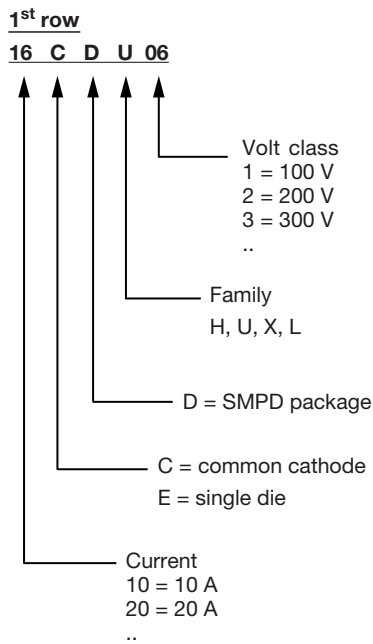 1st row
16 C D U 06
Volt class
1 = 100 V
2 = 200 V
3 = 300 V
..
Family
H, U, X, L
D = SMPD package
C = common cathode
E = single die
Current
10 = 10 A
20 = 20 A
..